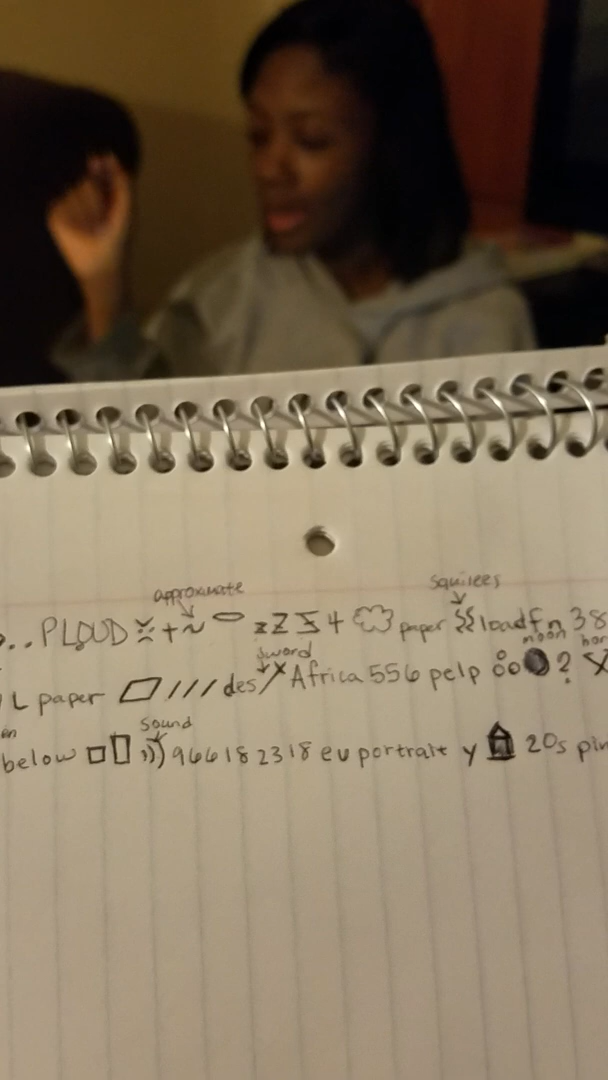 approximate squilees
.. PLOUD + ~ zZ 4 paper load 38
sword moon
L paper /// des Africa 556 pelp ?
sound
below ))) 966182318 eu portrait y 20s